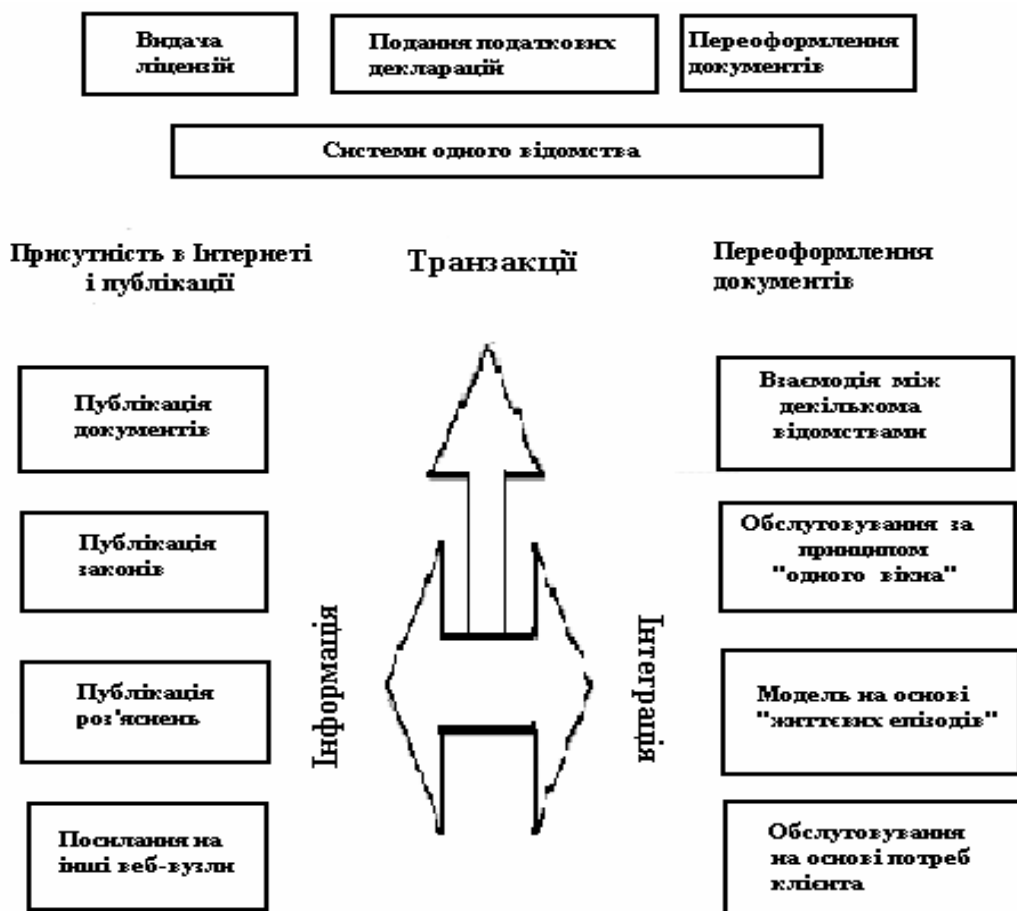 Видача
ліцензій
Подання податкових
декларацій
Переоформлення
документів
Системи одного відомства
Присутність в Інтернеті
і публікації
Транзакції
Переоформлення
документів
Публікація
документів
Публікація
законів
Публікація
роз'яснень
Посилання на
інші веб-вузли
Інформація
Інтеграція
Взаємодія між
декількома
відомствами
Обслутовування за
принципом
"одного вікна"
Модель на основі
"життєвих епізодів"
Обслутовування
на основі потреб
клієнта